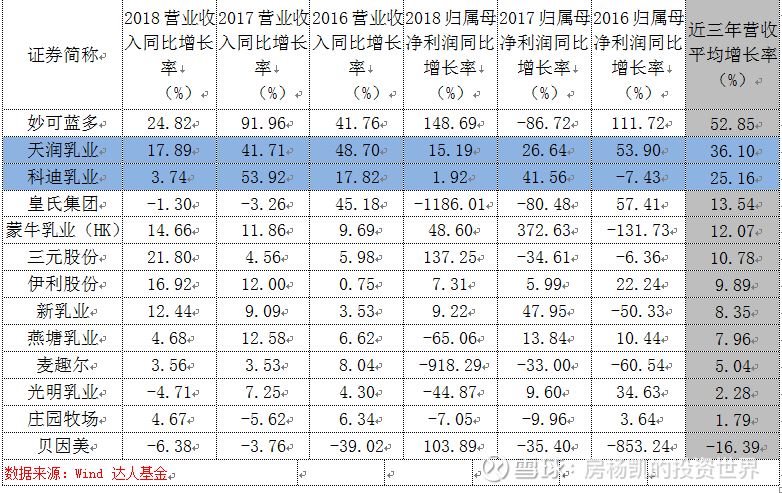 证券简称 2018 营业收入同比增长率↓（%） 2017 营业收入同比增长率↓（%） 2016 营业收入同比增长率↓（%） 2018 归属母净利润同比增长率↓（%） 2017 归属母净利润同比增长率↓（%） 2016 归属母净利润同比增长率↓（%） 近三年营收平均增长率（%）
妙可蓝多 24.82 91.96 41.76 148.69 -86.72 111.72 52.85
天润乳业 17.89 41.71 48.70 15.19 26.64 53.90 36.10
科迪乳业 3.74 53.92 17.82 1.92 41.56 -7.43 25.16
皇氏集团 -1.30 -3.26 45.18 -1186.01 -80.48 57.41 13.54
蒙牛乳业（HK） 14.66 11.86 9.69 48.60 372.63 -131.73 12.07
三元股份 21.80 4.56 5.98 137.25 -34.61 -6.36 10.78
伊利股份 16.92 12.00 0.75 7.31 5.99 22.24 9.89
新乳业 12.44 9.09 3.53 9.22 47.95 -50.33 8.35
燕塘乳业 4.68 12.58 6.62 -65.06 13.84 10.44 7.96
麦趣尔 3.56 3.53 8.04 -918.29 -33.00 -60.54 5.04
光明乳业 -4.71 7.25 4.30 -44.87 9.60 34.63 2.28
庄园牧场 4.67 -5.62 6.34 -7.05 -9.96 3.64 1.79
贝因美 -6.38 -3.76 -39.02 103.89 -35.40 -853.24 -16.39
数据来源：Wind 达人基金
雪球：房杨凯的投资世界